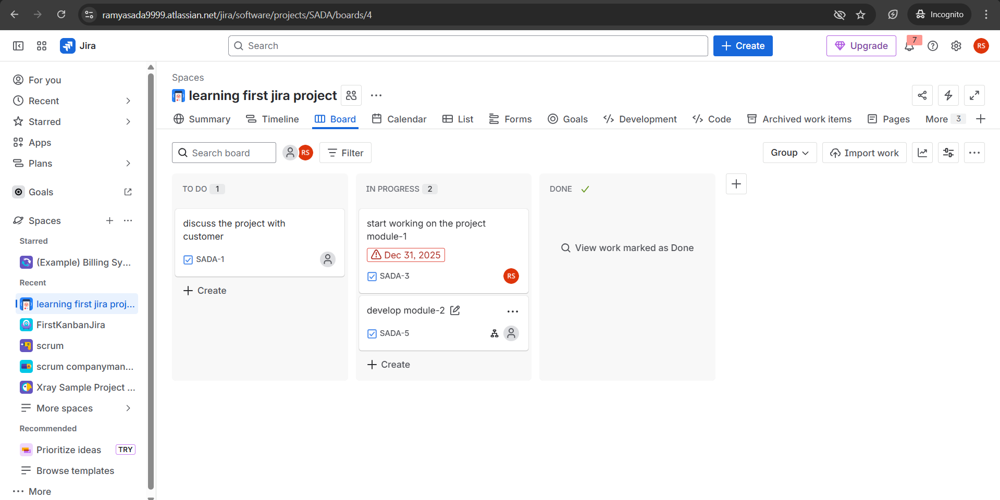 ramyasada9999.atlassian.net/jira/software/projects/SADA/boards/4
Incognito
Jira
Search
Create
Upgrade
7
RS
For you
Recent
Starred
Apps
Plans
Goals
Spaces
Starred
(Example) Billing Sy...
Recent
learning first jira proj...
FirstKanbanJira
scrum
scrum companyman...
Xray Sample Project ...
More spaces
Recommended
Prioritize ideas TRY
Browse templates
More
Spaces
learning first jira project
Summary Timeline Board Calendar List Forms Goals Development Code Archived work items Pages More 3
Search board
RS
Filter
Group
Import work
TO DO 1
discuss the project with
customer
SADA-1
Create
IN PROGRESS 2
start working on the project
module-1
Dec 31, 2025
SADA-3
RS
develop module-2
SADA-5
Create
DONE
View work marked as Done